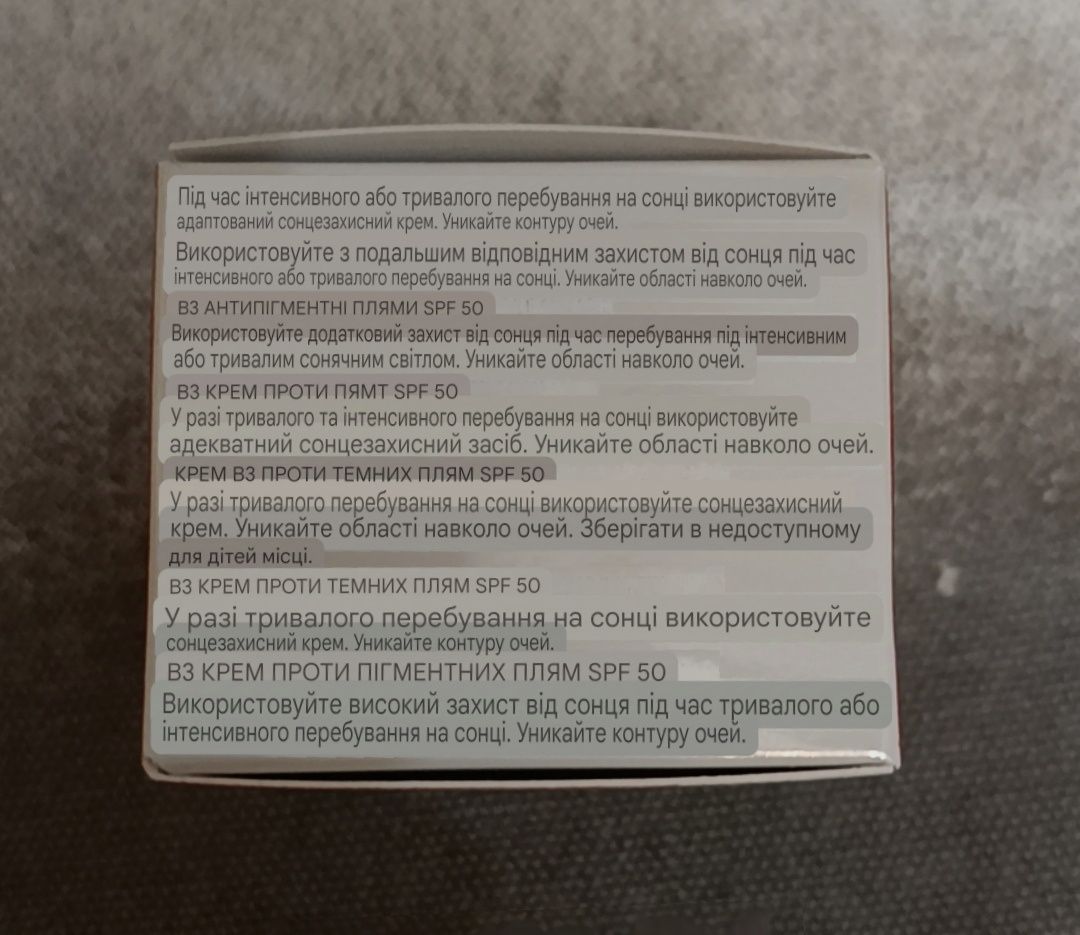 Під час інтенсивного або тривалого перебування на сонці використовуйте
адаптований сонцезахисний крем. Уникайте контуру очей.
Використовуйте з подальшим відповідним захистом від сонця під час
інтенсивного або тривалого перебування на сонці. Уникайте області навколо очей.
B3 АНТИПІГМЕНТНІ ПЛЯМИ SPF 50
Використовуйте додатковий захист від сонця під час перебування під інтенсивним
або тривалим сонячним світлом. Уникайте області навколо очей.
B3 КРЕМ ПРОТИ ПЯМТ SPF 50
У разі тривалого та інтенсивного перебування на сонці використовуйте
адекватний сонцезахисний засіб. Уникайте області навколо очей.
КРЕМ B3 ПРОТИ ТЕМНИХ ПЛЯМ SPF 50
У разі тривалого перебування на сонці використовуйте сонцезахисний
крем. Уникайте області навколо очей. Зберігати в недоступному
для дітей місці.
B3 КРЕМ ПРОТИ ТЕМНИХ ПЛЯМ SPF 50
У разі тривалого перебування на сонці використовуйте
сонцезахисний крем. Уникайте контуру очей.
B3 КРЕМ ПРОТИ ПІГМЕНТНИХ ПЛЯМ SPF 50
Використовуйте високий захист від сонця під час тривалого або
інтенсивного перебування на сонці. Уникайте контуру очей.